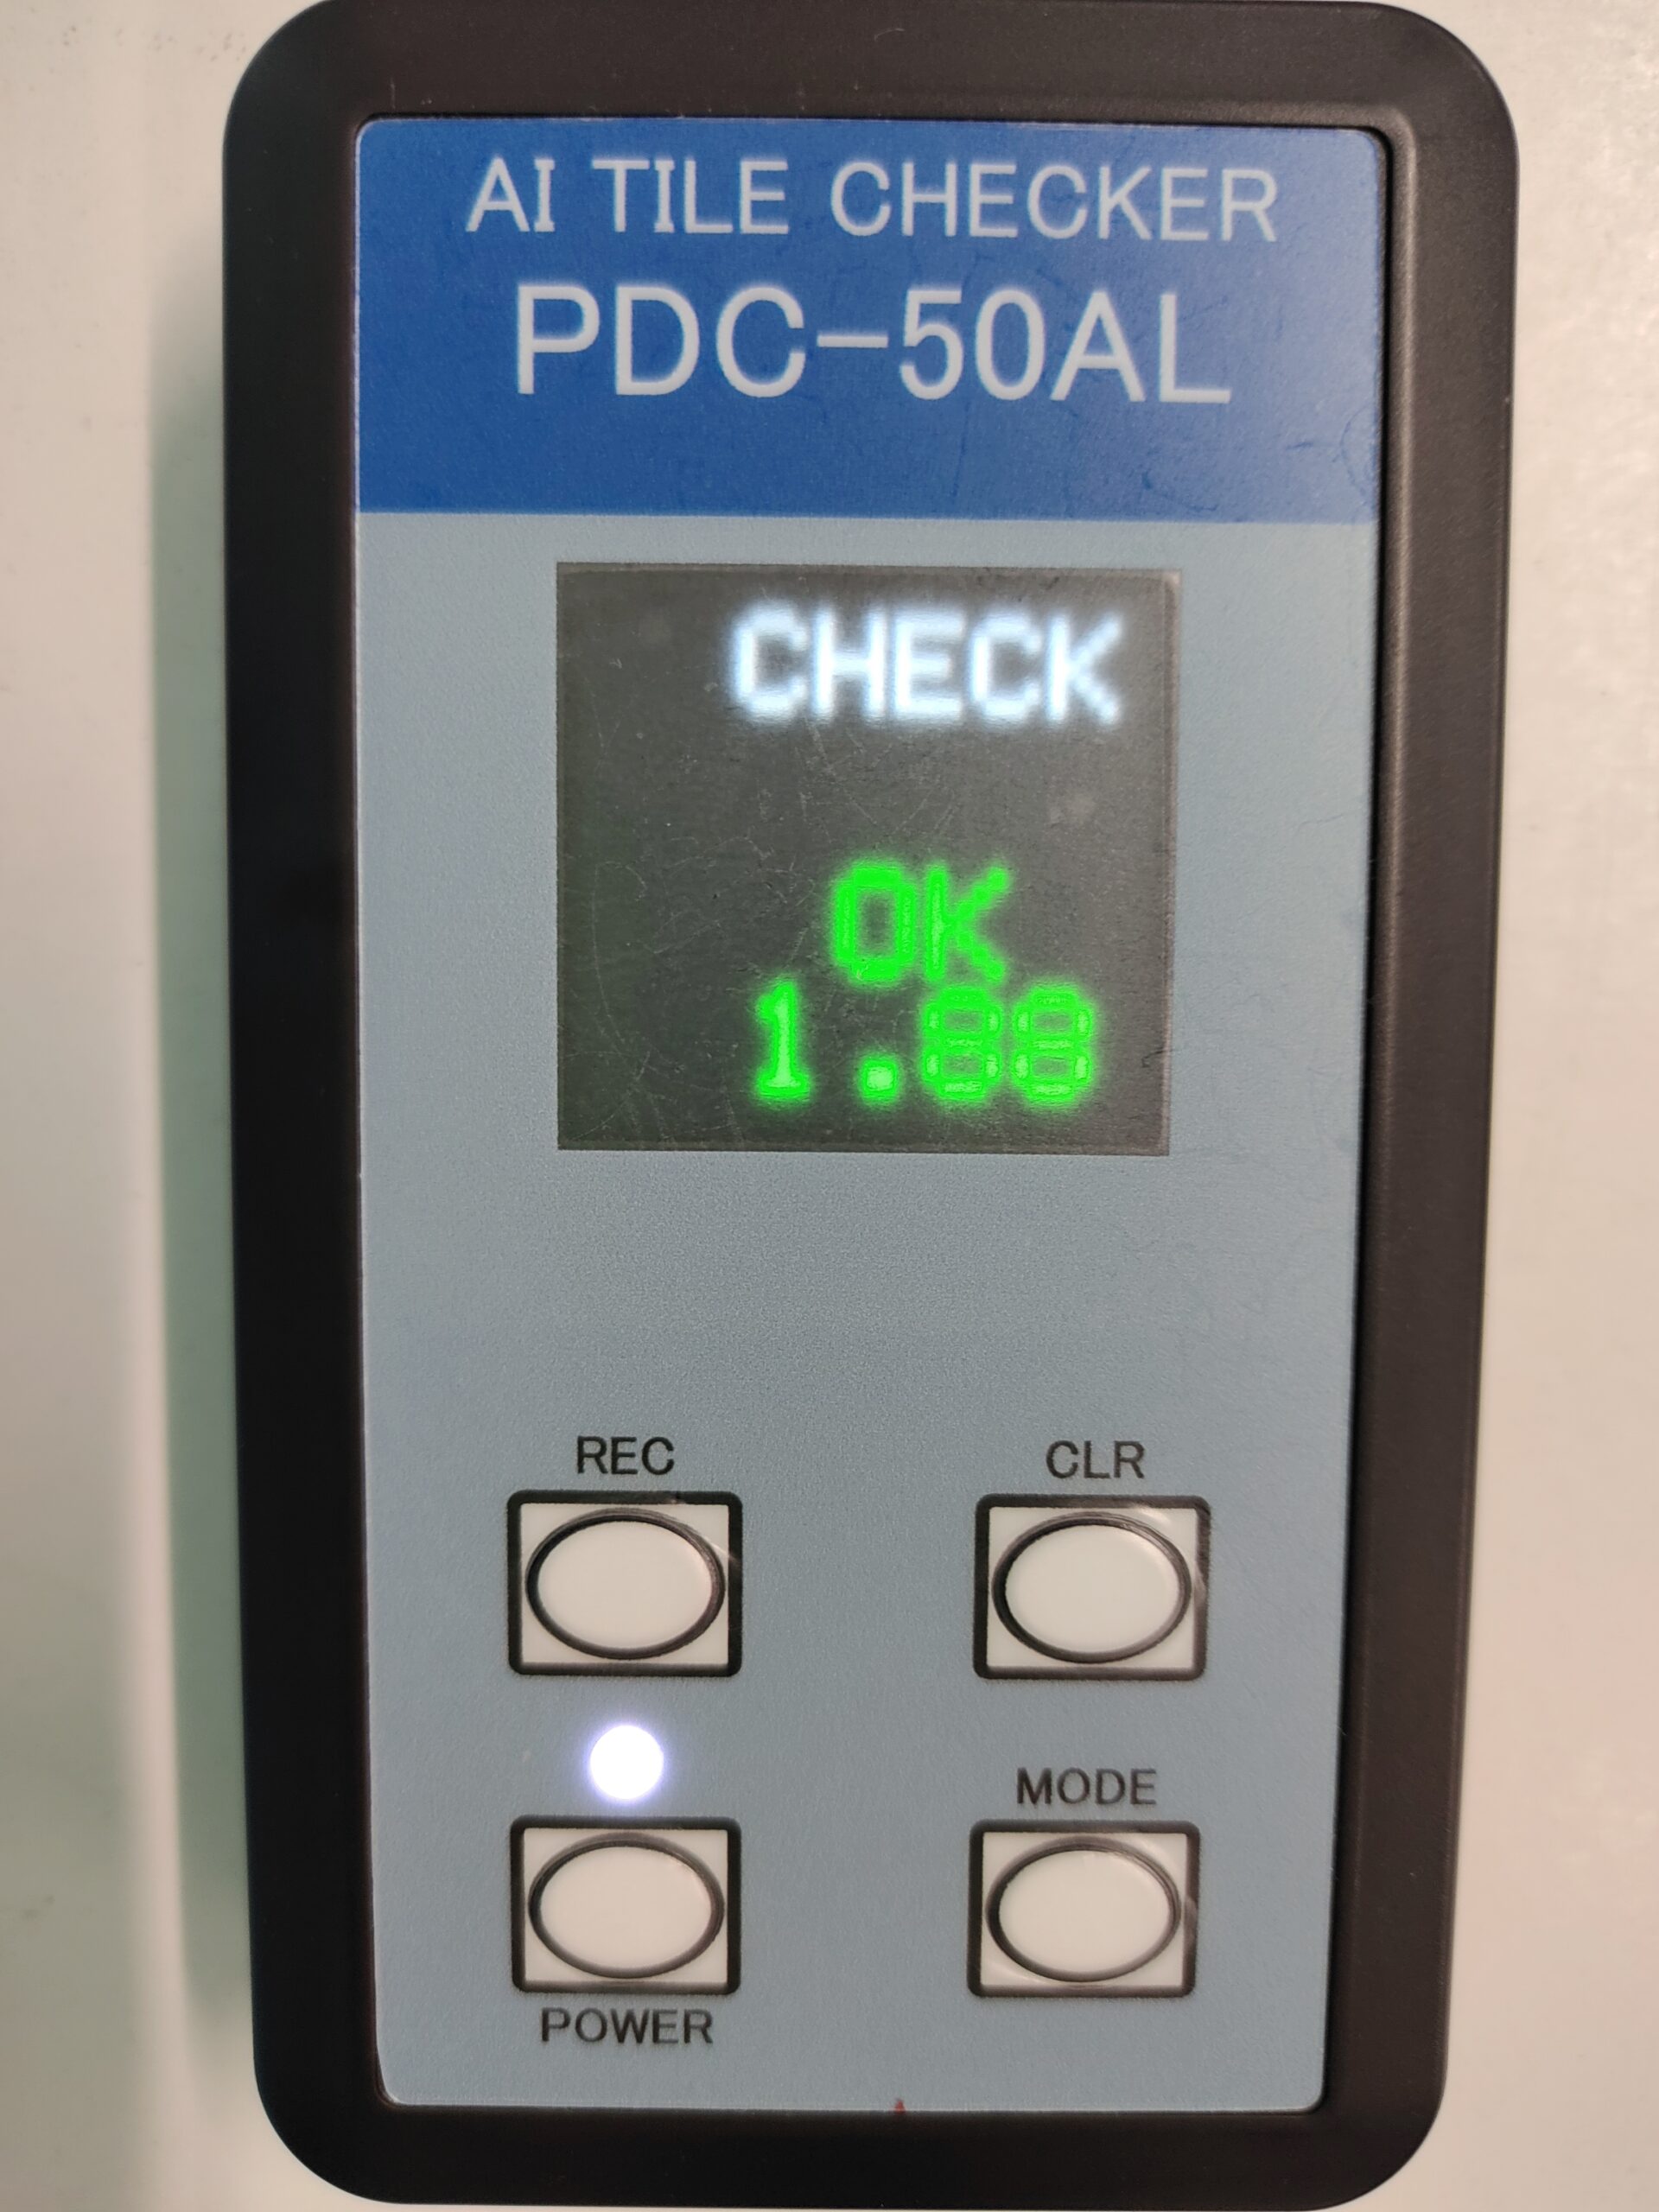 AI TILE CHECKER
PDC-50AL
CHECK
OK
1.88
REC CLR
MODE
POWER